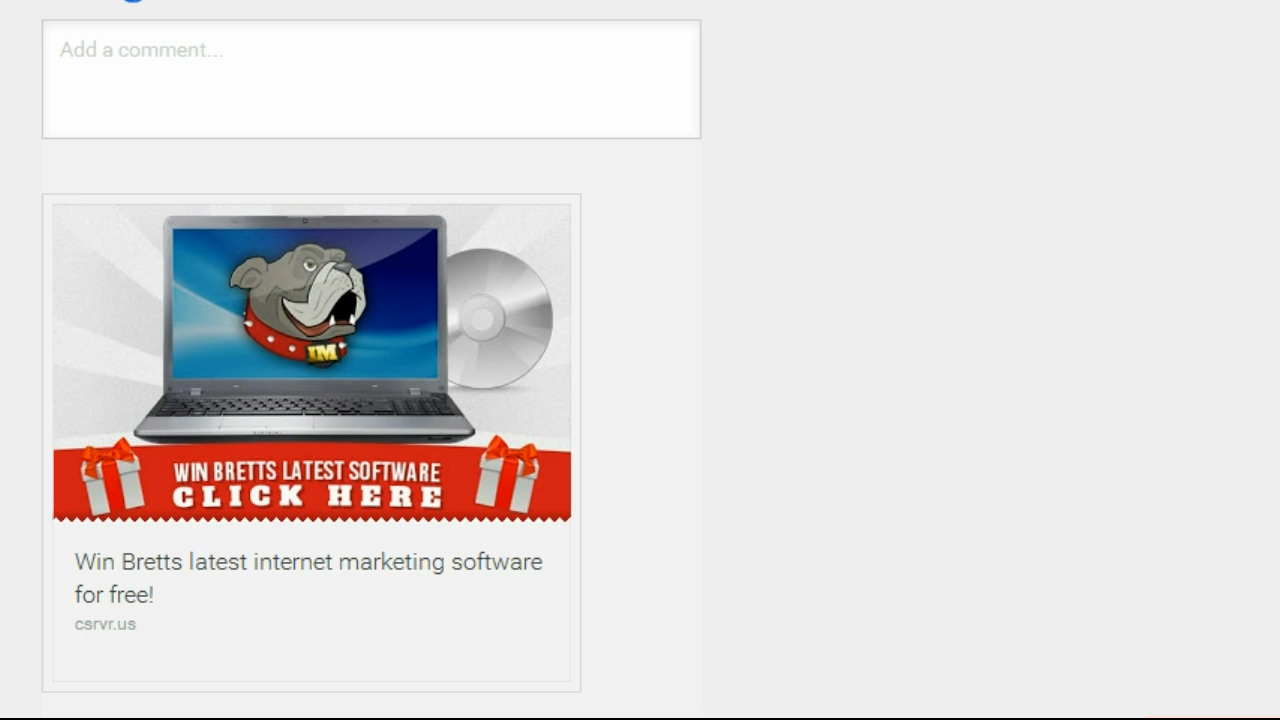 Add a comment...
IM
WIN BRETTS LATEST SOFTWARE
CLICK HERE
Win Bretts latest internet marketing software
for free!
csrvr.us